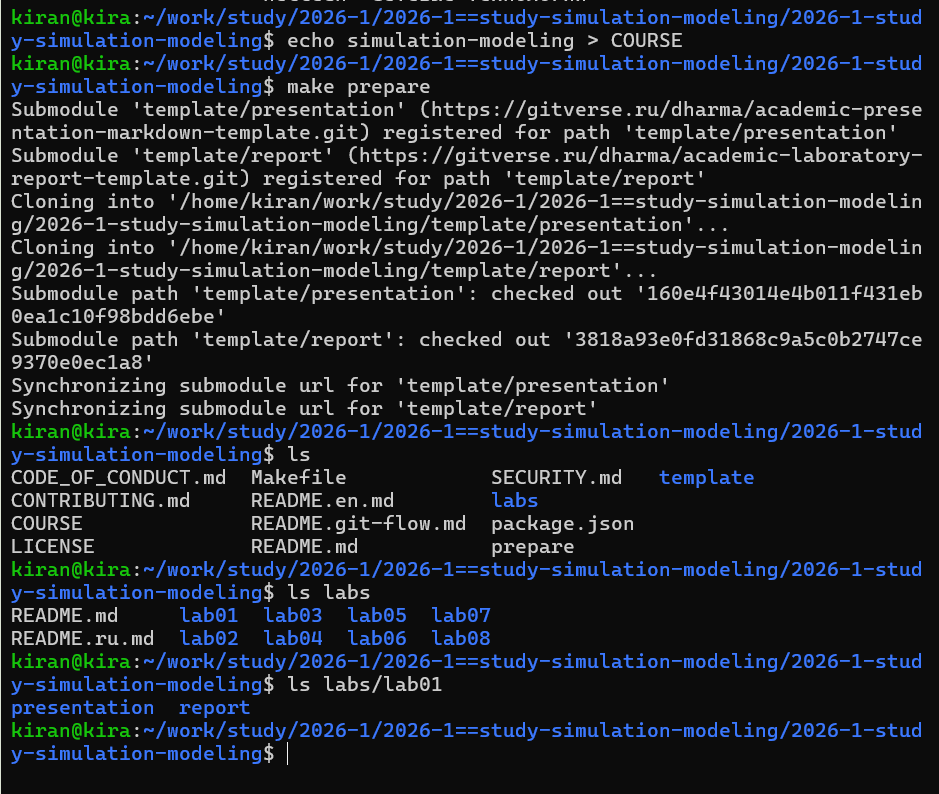 kiran@kira:~/work/study/2026-1/2026-1==study-simulation-modeling/2026-1-stud
y-simulation-modeling$ echo simulation-modeling > COURSE
kiran@kira:~/work/study/2026-1/2026-1==study-simulation-modeling/2026-1-stud
y-simulation-modeling$ make prepare
Submodule 'template/presentation' (https://gitverse.ru/dharma/academic-prese
ntation-markdown-template.git) registered for path 'template/presentation'
Submodule 'template/report' (https://gitverse.ru/dharma/academic-laboratory-
report-template.git) registered for path 'template/report'
Cloning into '/home/kiran/work/study/2026-1/2026-1==study-simulation-modelin
g/2026-1-study-simulation-modeling/template/presentation'...
Cloning into '/home/kiran/work/study/2026-1/2026-1==study-simulation-modelin
g/2026-1-study-simulation-modeling/template/report'...
Submodule path 'template/presentation': checked out '160e4f43014e4b011f431eb
0ea1c10f98bdd6ebe'
Submodule path 'template/report': checked out '3818a93e0fd31868c9a5c0b2747ce
9370e0ec1a8'
Synchronizing submodule url for 'template/presentation'
Synchronizing submodule url for 'template/report'
kiran@kira:~/work/study/2026-1/2026-1==study-simulation-modeling/2026-1-stud
y-simulation-modeling$ ls
CODE_OF_CONDUCT.md  Makefile            SECURITY.md   template
CONTRIBUTING.md     README.en.md        labs
COURSE              README.git-flow.md  package.json
LICENSE             README.md           prepare
kiran@kira:~/work/study/2026-1/2026-1==study-simulation-modeling/2026-1-stud
y-simulation-modeling$ ls labs
README.md     lab01  lab03  lab05  lab07
README.ru.md  lab02  lab04  lab06  lab08
kiran@kira:~/work/study/2026-1/2026-1==study-simulation-modeling/2026-1-stud
y-simulation-modeling$ ls labs/lab01
presentation  report
kiran@kira:~/work/study/2026-1/2026-1==study-simulation-modeling/2026-1-stud
y-simulation-modeling$